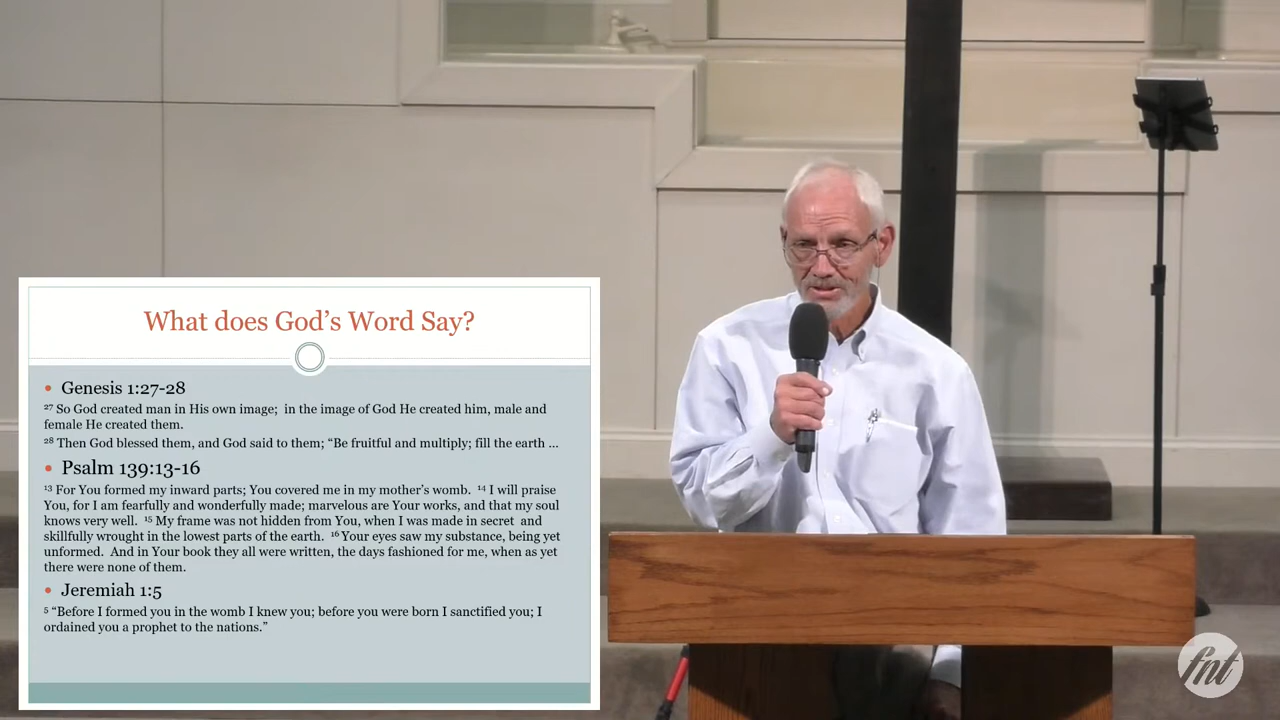 What does God's Word Say?
• Genesis 1:27-28
²⁷ So God created man in His own image;  in the image of God He created him, male and
female He created them.
²⁸ Then God blessed them, and God said to them; “Be fruitful and multiply; fill the earth ...
• Psalm 139:13-16
¹³ For You formed my inward parts; You covered me in my mother’s womb.  ¹⁴ I will praise
You, for I am fearfully and wonderfully made; marvelous are Your works, and that my soul
knows very well.  ¹⁵ My frame was not hidden from You, when I was made in secret  and
skillfully wrought in the lowest parts of the earth.  ¹⁶ Your eyes saw my substance, being yet
unformed.  And in Your book they all were written, the days fashioned for me, when as yet
there were none of them.
• Jeremiah 1:5
⁵ “Before I formed you in the womb I knew you; before you were born I sanctified you; I
ordained you a prophet to the nations.”
fnt